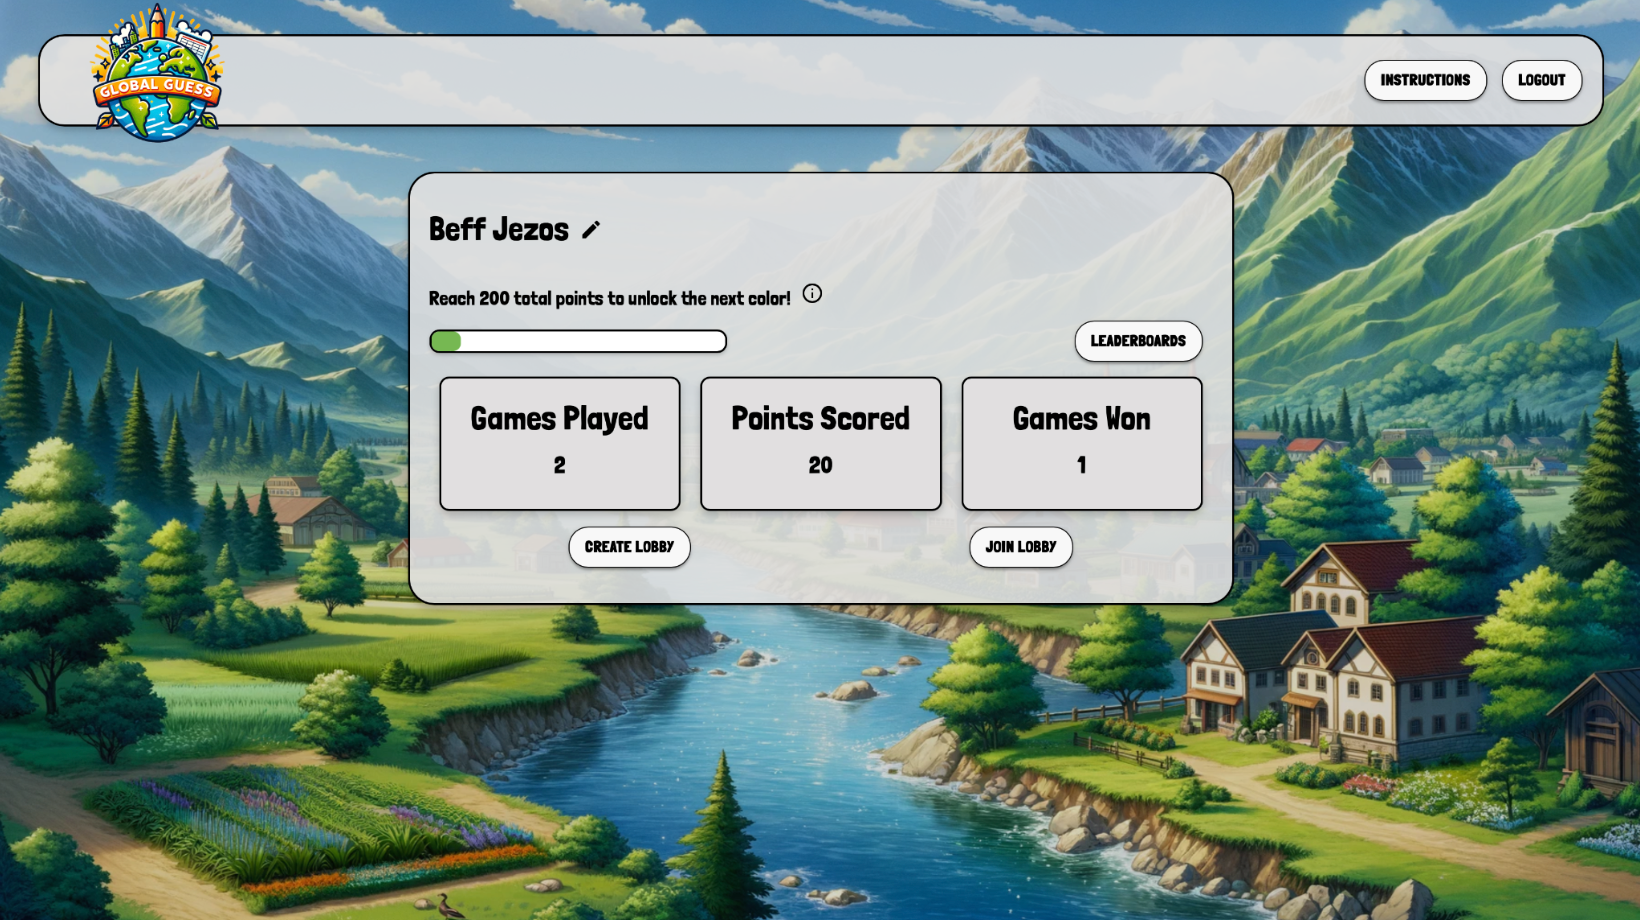 GLOBAL GUESS
INSTRUCTIONS
LOGOUT
Beff Jezos
Reach 200 total points to unlock the next color!
LEADERBOARDS
Games Played
2
Points Scored
20
Games Won
1
CREATE LOBBY
JOIN LOBBY